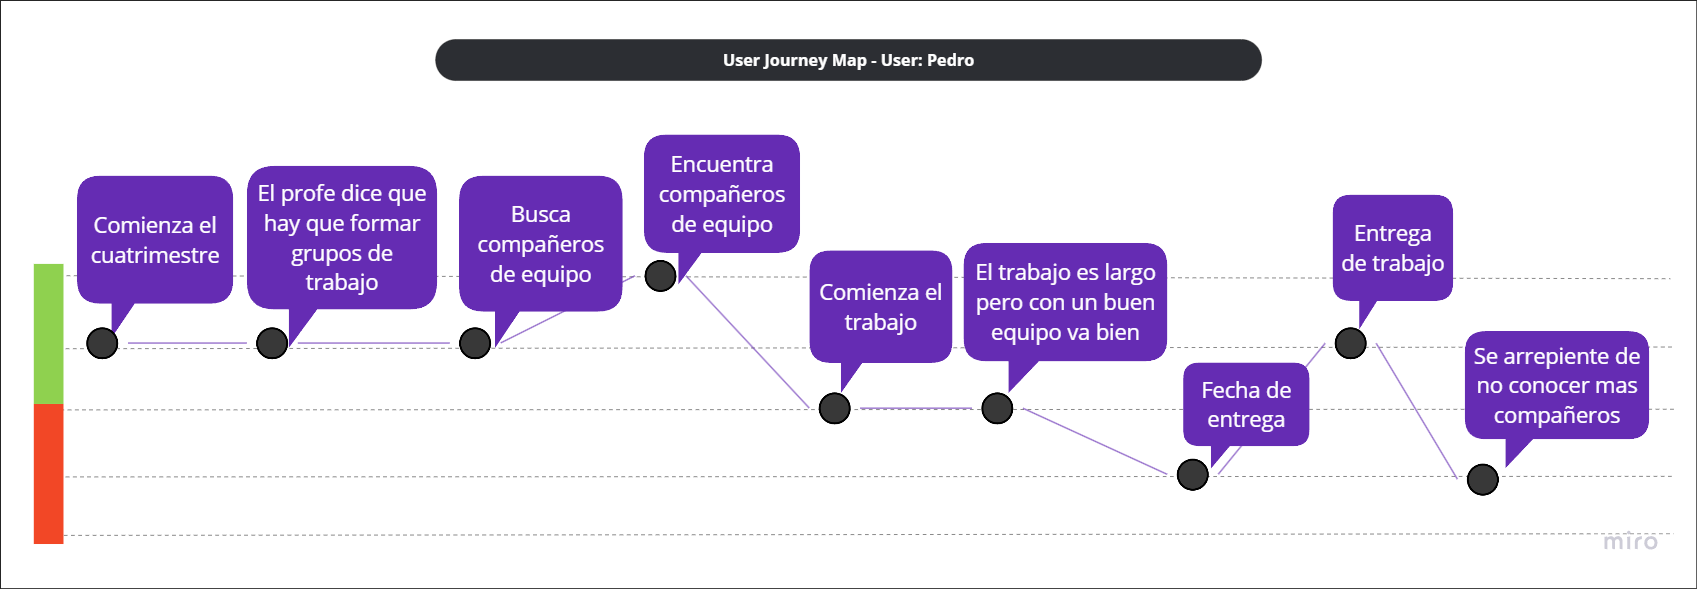 User Journey Map - User: Pedro
Comienza el
cuatrimestre
El profe dice que
hay que formar
grupos de
trabajo
Busca
compañeros
de equipo
Encuentra
compañeros
de equipo
Comienza el
trabajo
El trabajo es largo
pero con un buen
equipo va bien
Fecha de
entrega
Entrega
de trabajo
Se arrepiente de
no conocer mas
compañeros
miro